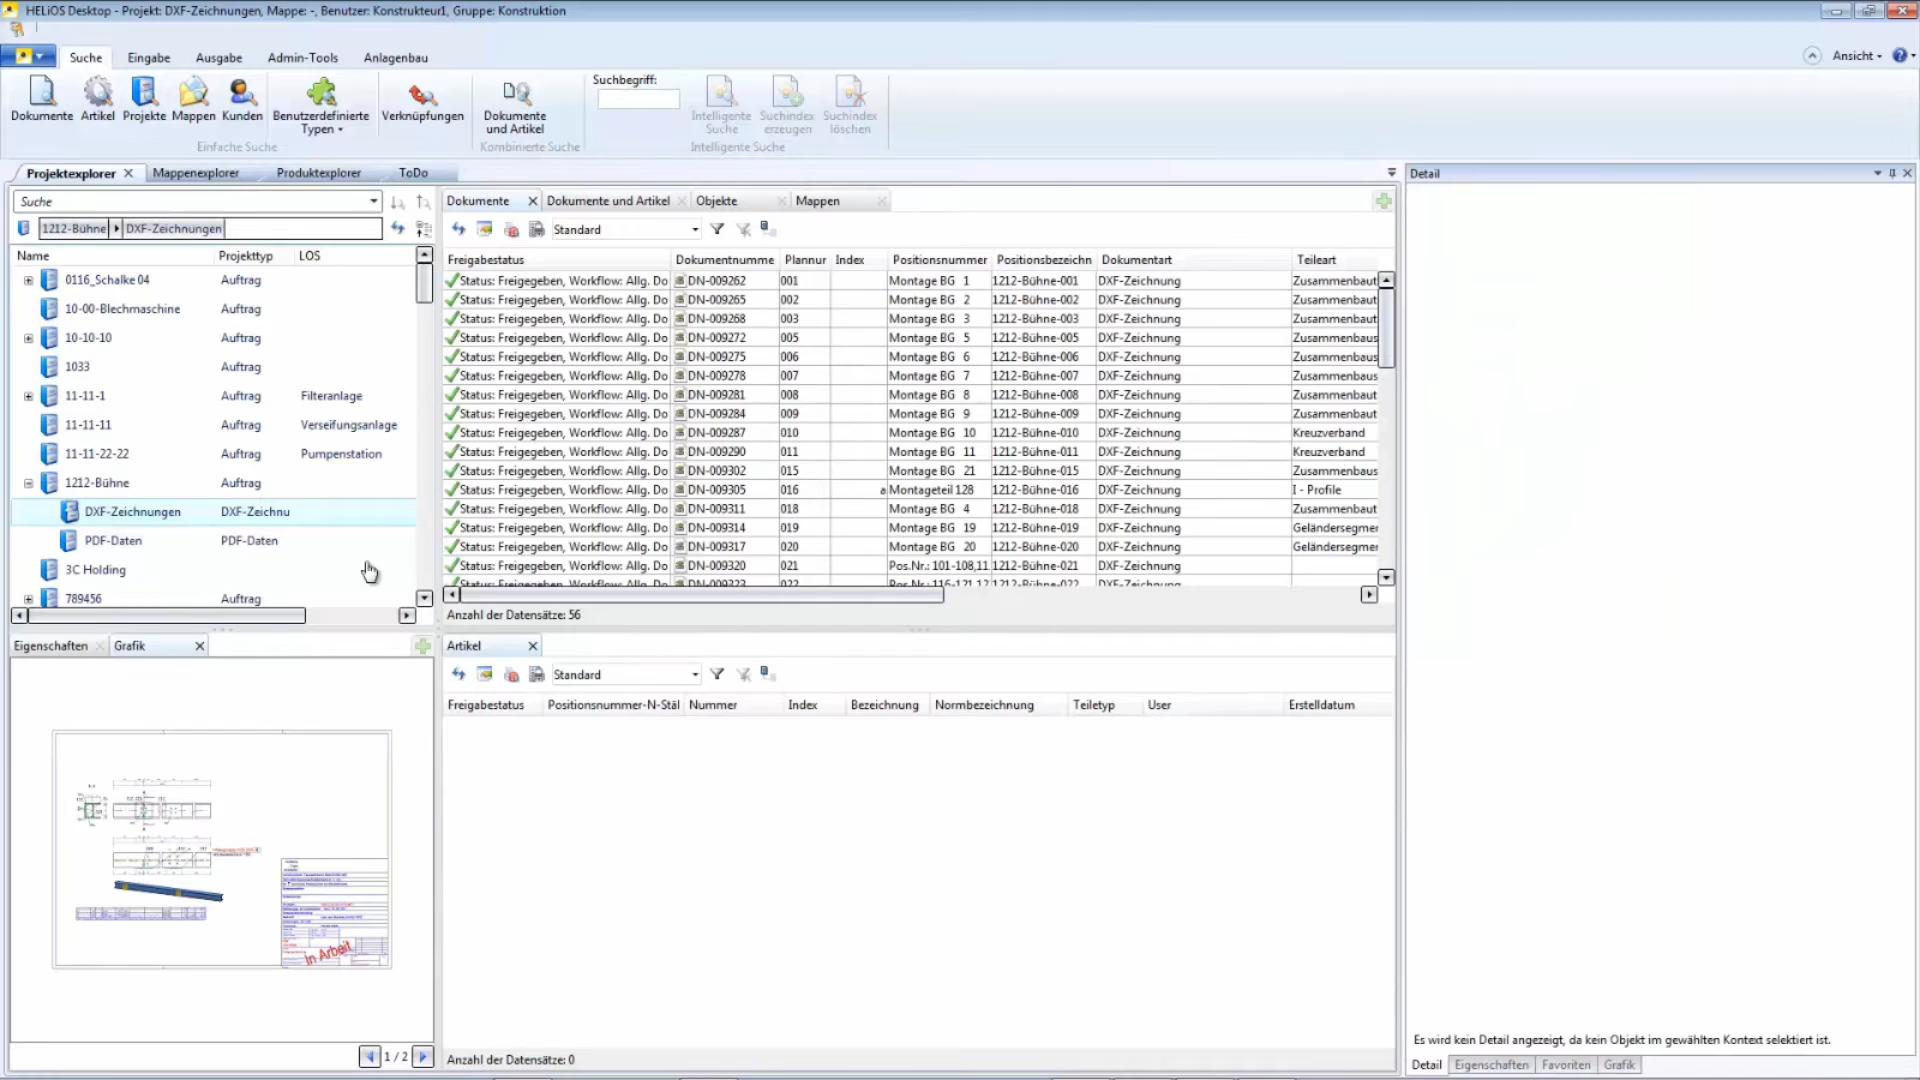 HELiOS Desktop - Projekt: DXF-Zeichnungen, Mappe: -, Benutzer: Konstrukteur1, Gruppe: Konstruktion
Suche Eingabe Ausgabe Admin-Tools Anlagenbau Ansicht
Suchbegriff:
Dokumente Artikel Projekte Mappen Kunden Benutzerdefinierte Typen Verknüpfungen Dokumente und Artikel Intelligente Suche Suchindex erzeugen Suchindex löschen
Einfache Suche Kombinierte Suche Intelligente Suche
Projektexplorer Mappenexplorer Produktexplorer ToDo
Suche
1212-Bühne DXF-Zeichnungen
Name Projekttyp LOS
0116_Schalke 04 Auftrag
10-00-Blechmaschine Auftrag
10-10-10 Auftrag
1033 Auftrag
11-11-1 Auftrag Filteranlage
11-11-11 Auftrag Verseifungsanlage
11-11-22-22 Auftrag Pumpenstation
1212-Bühne Auftrag
DXF-Zeichnungen DXF-Zeichnu
PDF-Daten PDF-Daten
3C Holding
789456 Auftrag
Eigenschaften Grafik
In Arbeit
1 / 2
Dokumente Dokumente und Artikel Objekte Mappen
Standard
Freigabestatus Dokumentnumme Plannur Index Positionsnummer Positionsbezeichn Dokumentart Teileart
Status: Freigegeben, Workflow: Allg. Do DN-009262 001 Montage BG 1 1212-Bühne-001 DXF-Zeichnung Zusammenbaut
Status: Freigegeben, Workflow: Allg. Do DN-009265 002 Montage BG 2 1212-Bühne-002 DXF-Zeichnung Zusammenbaut
Status: Freigegeben, Workflow: Allg. Do DN-009268 003 Montage BG 3 1212-Bühne-003 DXF-Zeichnung Zusammenbaut
Status: Freigegeben, Workflow: Allg. Do DN-009272 005 Montage BG 5 1212-Bühne-005 DXF-Zeichnung Zusammenbaus
Status: Freigegeben, Workflow: Allg. Do DN-009275 006 Montage BG 6 1212-Bühne-006 DXF-Zeichnung Zusammenbaus
Status: Freigegeben, Workflow: Allg. Do DN-009278 007 Montage BG 7 1212-Bühne-007 DXF-Zeichnung Zusammenbaus
Status: Freigegeben, Workflow: Allg. Do DN-009281 008 Montage BG 8 1212-Bühne-008 DXF-Zeichnung Zusammenbaut
Status: Freigegeben, Workflow: Allg. Do DN-009284 009 Montage BG 9 1212-Bühne-009 DXF-Zeichnung Zusammenbaut
Status: Freigegeben, Workflow: Allg. Do DN-009287 010 Montage BG 10 1212-Bühne-010 DXF-Zeichnung Kreuzverband
Status: Freigegeben, Workflow: Allg. Do DN-009290 011 Montage BG 11 1212-Bühne-011 DXF-Zeichnung Kreuzverband
Status: Freigegeben, Workflow: Allg. Do DN-009302 015 Montage BG 21 1212-Bühne-015 DXF-Zeichnung Zusammenbaus
Status: Freigegeben, Workflow: Allg. Do DN-009305 016 a Montageteil 128 1212-Bühne-016 DXF-Zeichnung I - Profile
Status: Freigegeben, Workflow: Allg. Do DN-009311 018 Montage BG 4 1212-Bühne-018 DXF-Zeichnung Zusammenbaus
Status: Freigegeben, Workflow: Allg. Do DN-009314 019 Montage BG 19 1212-Bühne-019 DXF-Zeichnung Geländersegmer
Status: Freigegeben, Workflow: Allg. Do DN-009317 020 Montage BG 20 1212-Bühne-020 DXF-Zeichnung Geländersegmer
Status: Freigegeben, Workflow: Allg. Do DN-009320 021 Pos.Nr.: 101-108,11 1212-Bühne-021 DXF-Zeichnung
Status: Freigegeben, Workflow: Allg. Do DN-009323 022 Pos.Nr.: 116-121,12 1212-Bühne-022 DXF-Zeichnung
Anzahl der Datensätze: 56
Artikel
Standard
Freigabestatus Positionsnummer-N-Stäl Nummer Index Bezeichnung Normbezeichnung Teiletyp User Erstelldatum
Anzahl der Datensätze: 0
Detail
Es wird kein Detail angezeigt, da kein Objekt im gewählten Kontext selektiert ist.
Detail Eigenschaften Favoriten Grafik